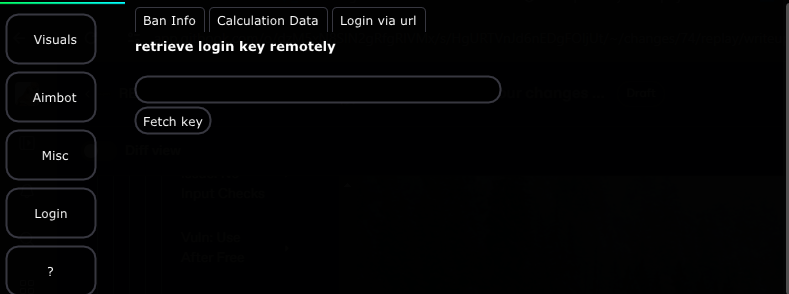 Ban Info Calculation Data Login via url
retrieve login key remotely
Fetch key
Visuals
Aimbot
Misc
Login
?